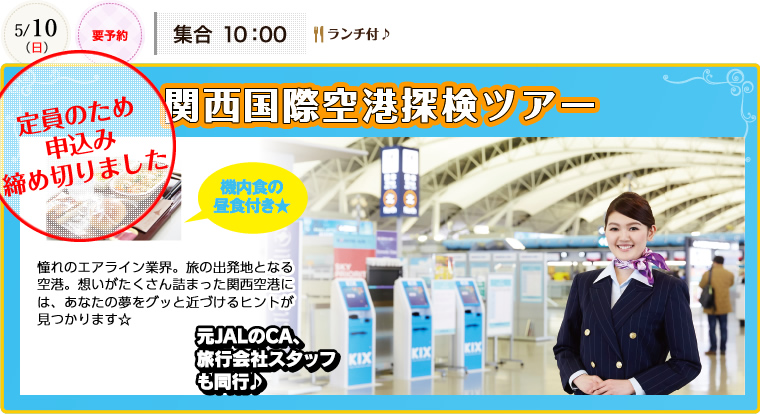 5/10
(日)
要予約
集合 10:00
ランチ付♪
定員のため
申込み
締め切りました
関西国際空港探検ツアー
機内食の
昼食付き★
憧れのエアライン業界。旅の出発地となる
空港。想いがたくさん詰まった関西空港に
は、あなたの夢をグッと近づけるヒントが
見つかります☆
元JALのCA、
旅行会社スタッフ
も同行♪
KIX
KIX
KIX